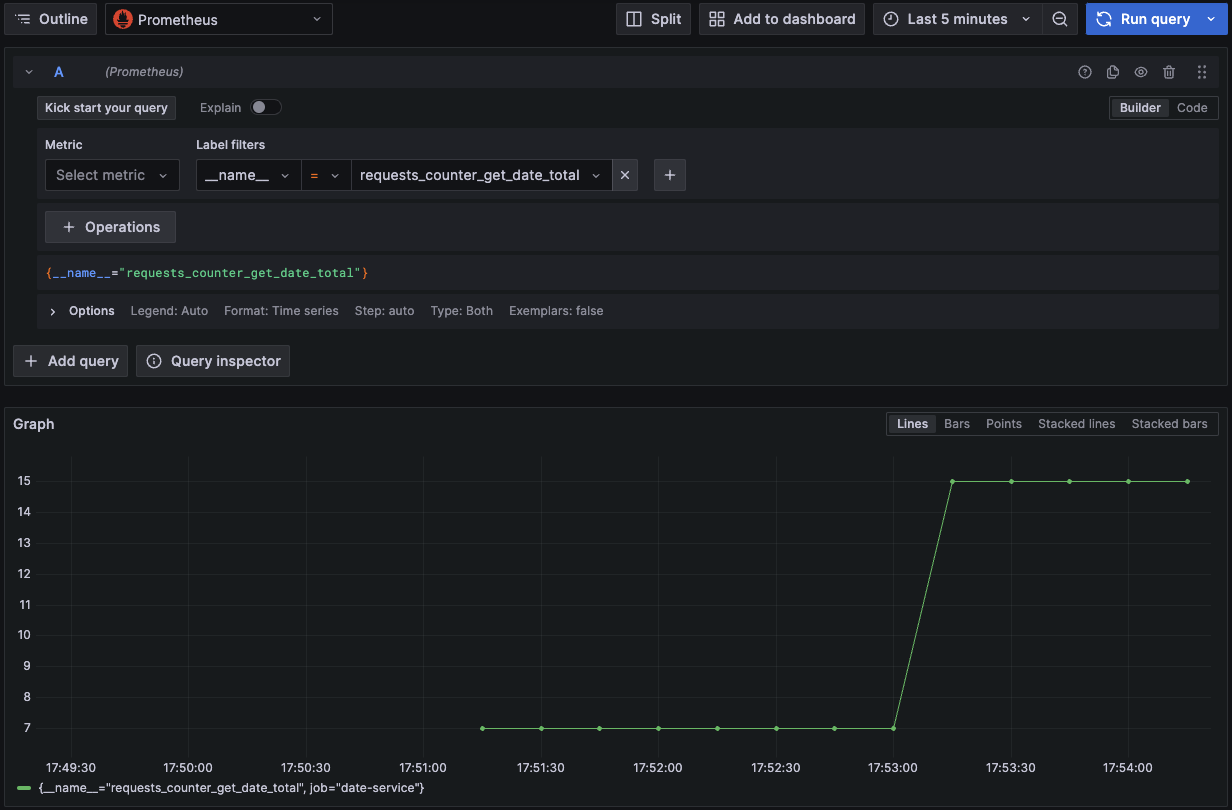 Outline Prometheus Split Add to dashboard Last 5 minutes Run query
A (Prometheus)
Kick start your query Explain Builder Code
Metric Label filters
Select metric __name__ = requests_counter_get_date_total
+ Operations
{__name__="requests_counter_get_date_total"}
Options Legend: Auto Format: Time series Step: auto Type: Both Exemplars: false
+ Add query Query inspector
Graph Lines Bars Points Stacked lines Stacked bars
15
14
13
12
11
10
9
8
7
17:49:30 17:50:00 17:50:30 17:51:00 17:51:30 17:52:00 17:52:30 17:53:00 17:53:30 17:54:00
{__name__="requests_counter_get_date_total", job="date-service"}